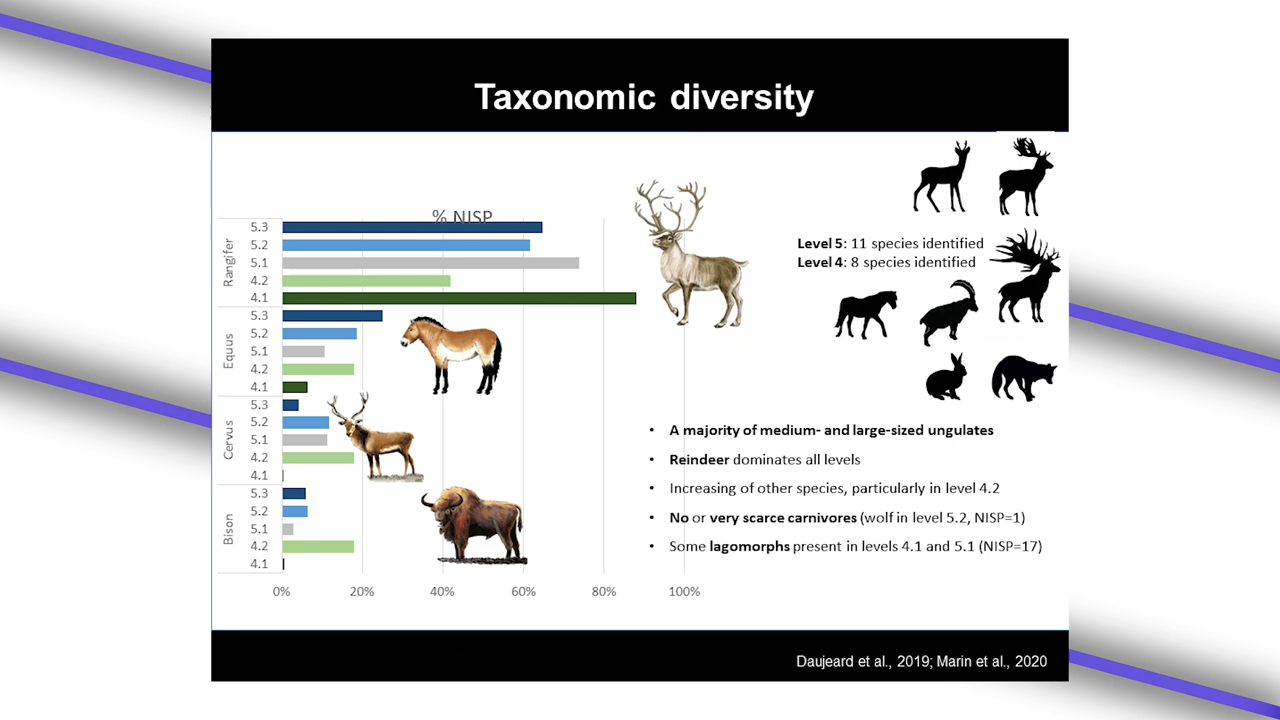 Taxonomic diversity
% NISP
Rangifer
5.3
5.2
5.1
4.2
4.1
Equus
5.3
5.2
5.1
4.2
4.1
Cervus
5.3
5.2
5.1
4.2
4.1
Bison
5.3
5.2
5.1
4.2
4.1
0% 20% 40% 60% 80% 100%
Level 5: 11 species identified
Level 4: 8 species identified
• A majority of medium- and large-sized ungulates
• Reindeer dominates all levels
• Increasing of other species, particularly in level 4.2
• No or very scarce carnivores (wolf in level 5.2, NISP=1)
• Some lagomorphs present in levels 4.1 and 5.1 (NISP=17)
Daujeard et al., 2019; Marin et al., 2020